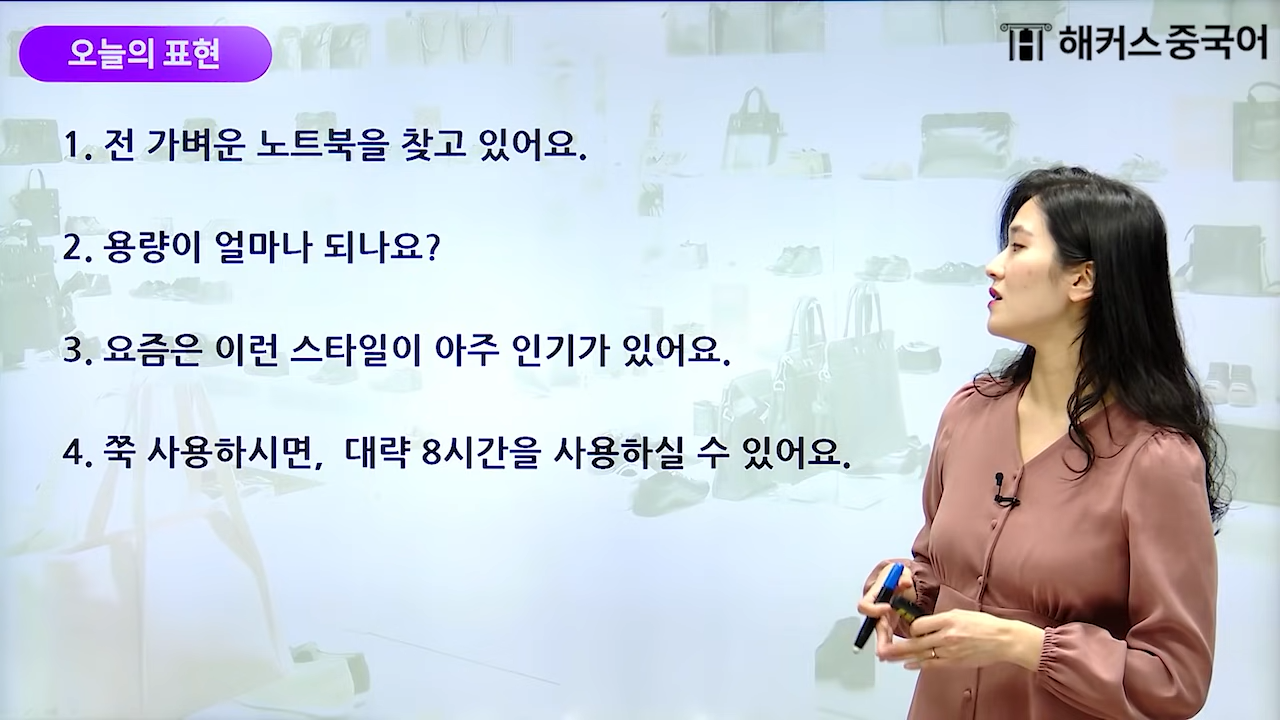 오늘의 표현
해커스중국어
1. 전 가벼운 노트북을 찾고 있어요.
2. 용량이 얼마나 되나요?
3. 요즘은 이런 스타일이 아주 인기가 있어요.
4. 쭉 사용하시면, 대략 8시간을 사용하실 수 있어요.